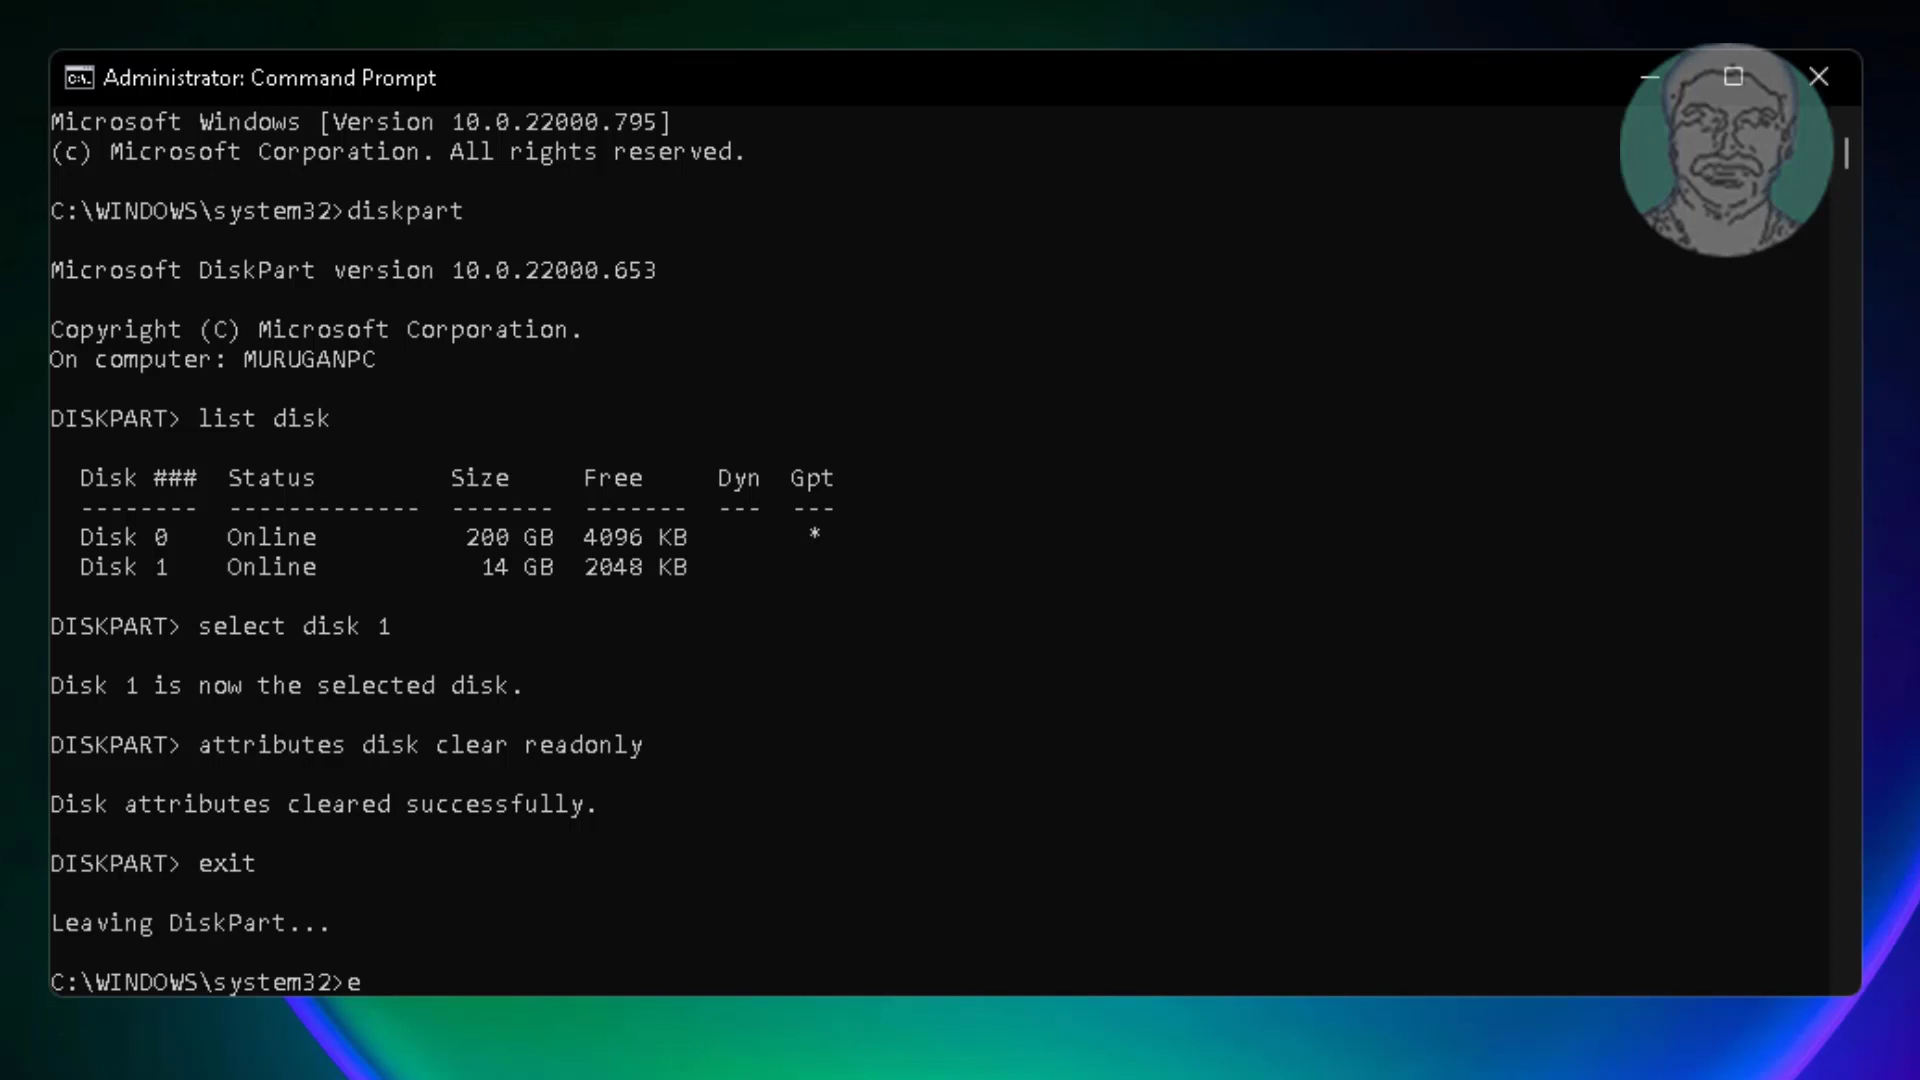 Administrator: Command Prompt
Microsoft Windows [Version 10.0.22000.795]
(c) Microsoft Corporation. All rights reserved.
C:\WINDOWS\system32>diskpart
Microsoft DiskPart version 10.0.22000.653
Copyright (C) Microsoft Corporation.
On computer: MURUGANPC
DISKPART> list disk
Disk ###  Status         Size     Free     Dyn  Gpt
--------  -------------  -------  -------  ---  ---
Disk 0    Online          200 GB  4096 KB        *
Disk 1    Online           14 GB  2048 KB
DISKPART> select disk 1
Disk 1 is now the selected disk.
DISKPART> attributes disk clear readonly
Disk attributes cleared successfully.
DISKPART> exit
Leaving DiskPart...
C:\WINDOWS\system32>e